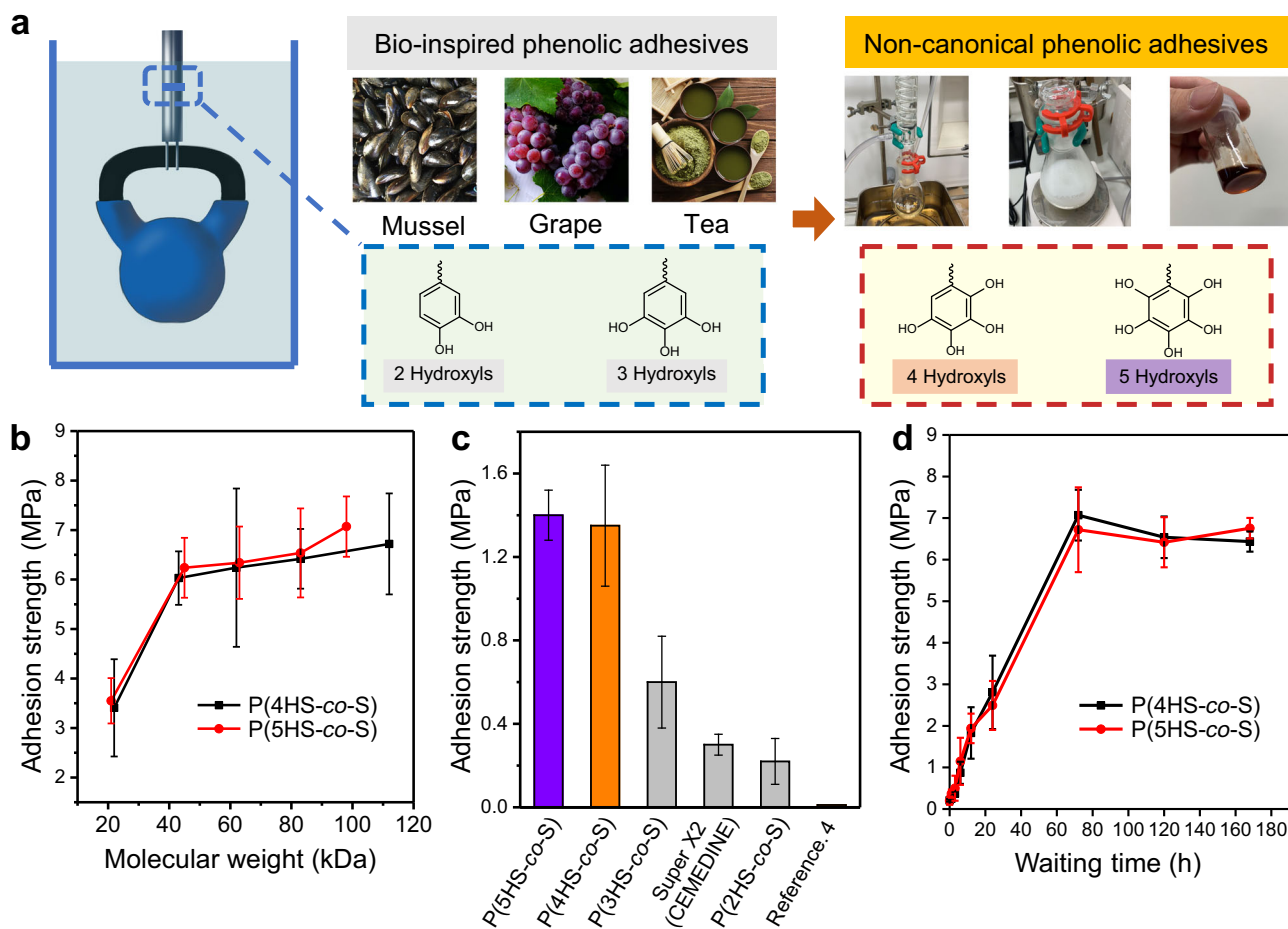 a
Bio-inspired phenolic adhesives
Non-canonical phenolic adhesives
Mussel
Grape
Tea
OH
OH
2 Hydroxyls
HO
OH
OH
3 Hydroxyls
OH
HO
OH
OH
4 Hydroxyls
HO
OH
HO
OH
OH
5 Hydroxyls
b
Adhesion strength (MPa)
9
8
7
6
5
4
3
2
P(4HS-co-S)
P(5HS-co-S)
20
40
60
80
100
120
Molecular weight (kDa)
c
Adhesion strength (MPa)
1.6
1.2
0.8
0.4
0.0
P(5HS-co-S)
P(4HS-co-S)
P(3HS-co-S)
Super X2
(CEMEDINE)
P(2HS-co-S)
Reference. 4
d
Adhesion strength (MPa)
9
8
7
6
5
4
3
2
1
0
P(4HS-co-S)
P(5HS-co-S)
0
20
40
60
80
100
120
140
160
180
Waiting time (h)